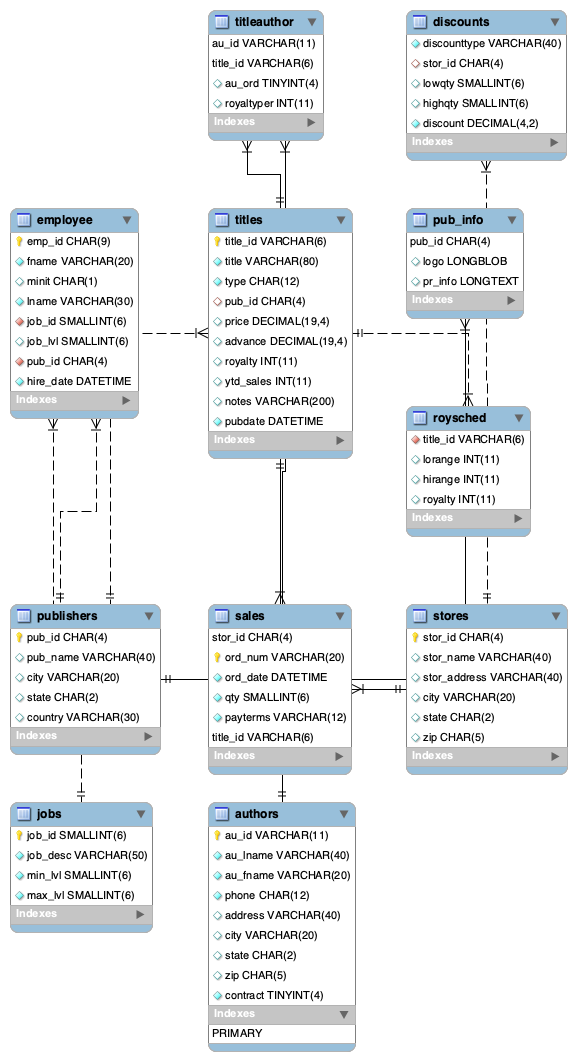 titleauthor
au_id VARCHAR(11)
title_id VARCHAR(6)
au_ord TINYINT(4)
royaltyper INT(11)
Indexes
discounts
discounttype VARCHAR(40)
stor_id CHAR(4)
lowqty SMALLINT(6)
highqty SMALLINT(6)
discount DECIMAL(4,2)
Indexes
employee
emp_id CHAR(9)
fname VARCHAR(20)
minit CHAR(1)
lname VARCHAR(30)
job_id SMALLINT(6)
job_lvl SMALLINT(6)
pub_id CHAR(4)
hire_date DATETIME
Indexes
titles
title_id VARCHAR(6)
title VARCHAR(80)
type CHAR(12)
pub_id CHAR(4)
price DECIMAL(19,4)
advance DECIMAL(19,4)
royalty INT(11)
ytd_sales INT(11)
notes VARCHAR(200)
pubdate DATETIME
Indexes
pub_info
pub_id CHAR(4)
logo LONGBLOB
pr_info LONGTEXT
Indexes
roysched
title_id VARCHAR(6)
lorange INT(11)
hirange INT(11)
royalty INT(11)
Indexes
publishers
pub_id CHAR(4)
pub_name VARCHAR(40)
city VARCHAR(20)
state CHAR(2)
country VARCHAR(30)
Indexes
sales
stor_id CHAR(4)
ord_num VARCHAR(20)
ord_date DATETIME
qty SMALLINT(6)
payterms VARCHAR(12)
title_id VARCHAR(6)
Indexes
stores
stor_id CHAR(4)
stor_name VARCHAR(40)
stor_address VARCHAR(40)
city VARCHAR(20)
state CHAR(2)
zip CHAR(5)
Indexes
jobs
job_id SMALLINT(6)
job_desc VARCHAR(50)
min_lvl SMALLINT(6)
max_lvl SMALLINT(6)
Indexes
authors
au_id VARCHAR(11)
au_lname VARCHAR(40)
au_fname VARCHAR(20)
phone CHAR(12)
address VARCHAR(40)
city VARCHAR(20)
state CHAR(2)
zip CHAR(5)
contract TINYINT(4)
Indexes
PRIMARY